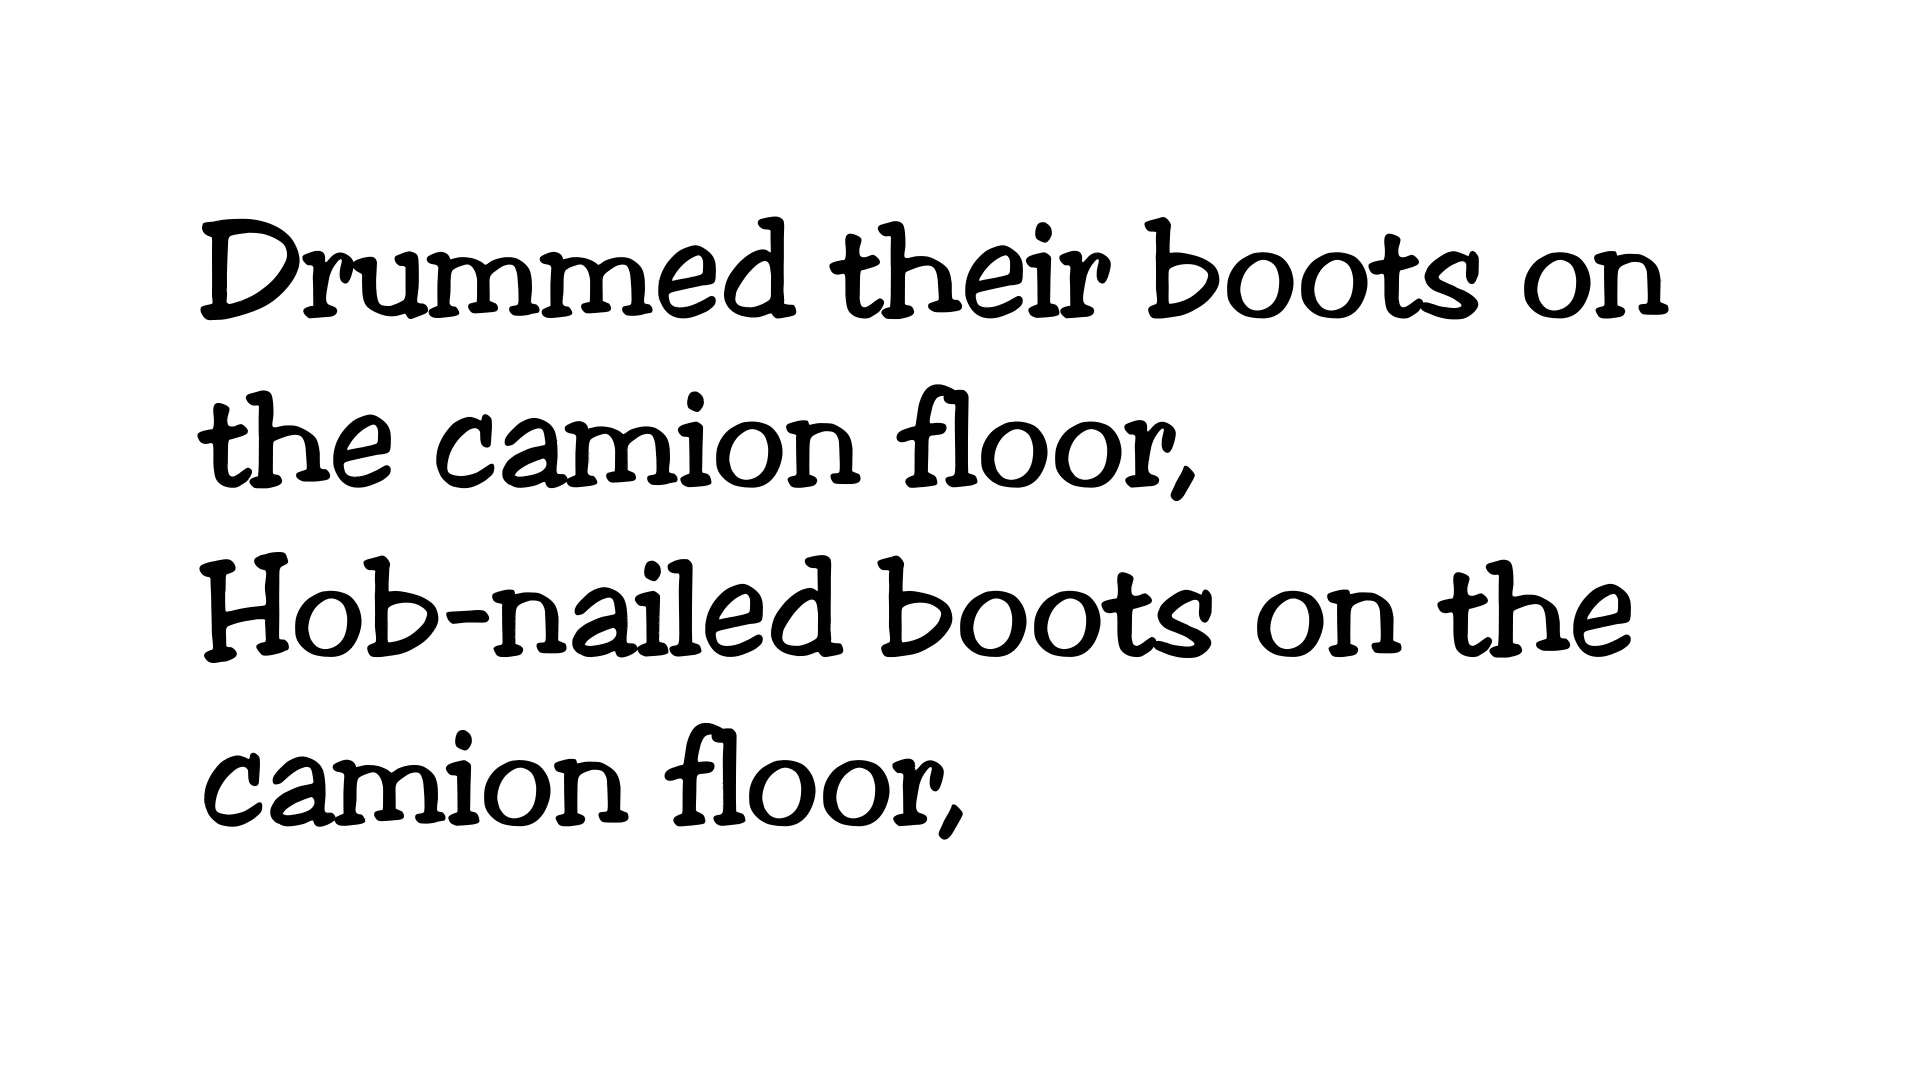 Drummed their boots on
the camion floor,
Hob-nailed boots on the
camion floor,